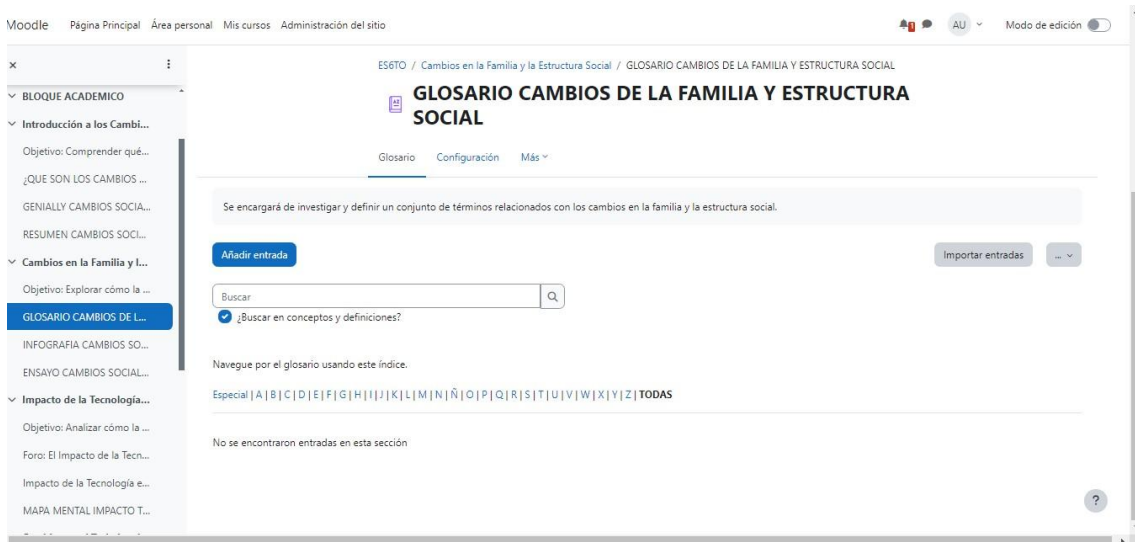 Moodle Página Principal Área personal Mis cursos Administración del sitio 1 AU Modo de edición
BLOQUE ACADEMICO
Introducción a los Cambi...
Objetivo: Comprender qué...
¿QUE SON LOS CAMBIOS ...
GENIALLY CAMBIOS SOCIA...
RESUMEN CAMBIOS SOCI...
Cambios en la Familia y l...
Objetivo: Explorar cómo la ...
GLOSARIO CAMBIOS DE L...
INFOGRAFIA CAMBIOS SO...
ENSAYO CAMBIOS SOCIAL...
Impacto de la Tecnología...
Objetivo: Analizar cómo la ...
Foro: El Impacto de la Tecn...
Impacto de la Tecnología e...
MAPA MENTAL IMPACTO T...
ES6TO / Cambios en la Familia y la Estructura Social / GLOSARIO CAMBIOS DE LA FAMILIA Y ESTRUCTURA SOCIAL
GLOSARIO CAMBIOS DE LA FAMILIA Y ESTRUCTURA
SOCIAL
Glosario Configuración Más
Se encargará de investigar y definir un conjunto de términos relacionados con los cambios en la familia y la estructura social.
Añadir entrada Importar entradas ...
Buscar
¿Buscar en conceptos y definiciones?
Navegue por el glosario usando este índice.
Especial | A | B | C | D | E | F | G | H | I | J | K | L | M | N | Ñ | O | P | Q | R | S | T | U | V | W | X | Y | Z | TODAS
No se encontraron entradas en esta sección
?